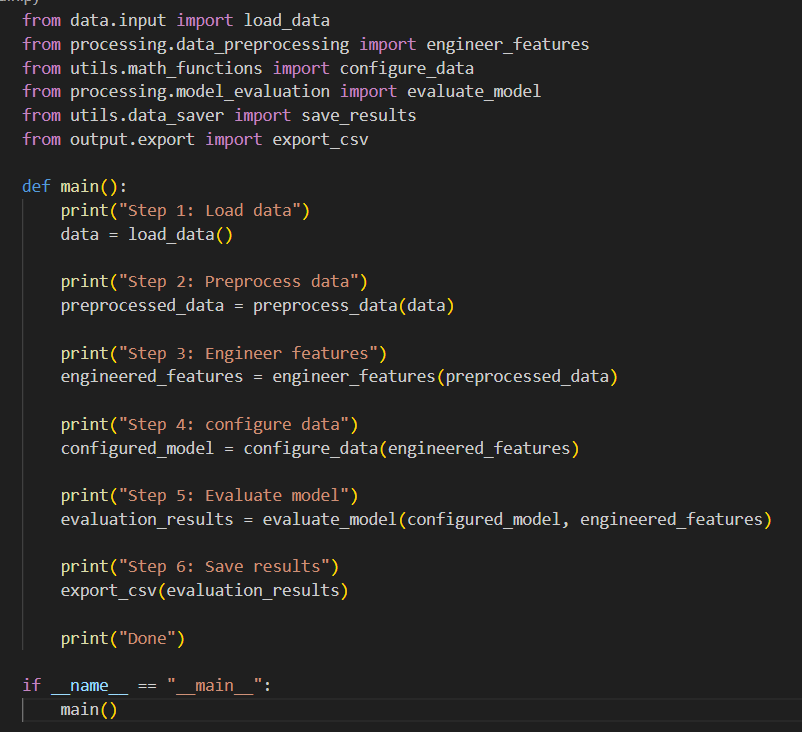 from data.input import load_data
from processing.data_preprocessing import engineer_features
from utils.math_functions import configure_data
from processing.model_evaluation import evaluate_model
from utils.data_saver import save_results
from output.export import export_csv

def main():
    print("Step 1: Load data")
    data = load_data()

    print("Step 2: Preprocess data")
    preprocessed_data = preprocess_data(data)

    print("Step 3: Engineer features")
    engineered_features = engineer_features(preprocessed_data)

    print("Step 4: configure data")
    configured_model = configure_data(engineered_features)

    print("Step 5: Evaluate model")
    evaluation_results = evaluate_model(configured_model, engineered_features)

    print("Step 6: Save results")
    export_csv(evaluation_results)

    print("Done")

if __name__ == "__main__":
    main()